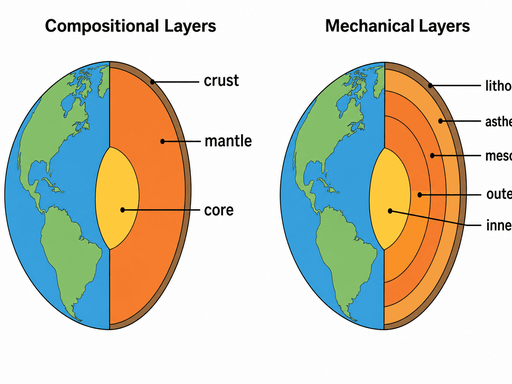 Compositional Layers
crust
mantle
core
Mechanical Layers
litho
asthe
meso
oute
inne